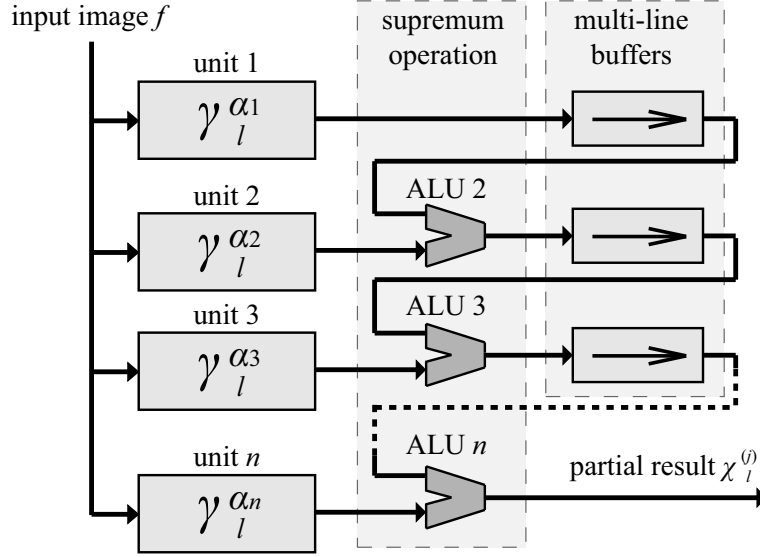 input image f
supremum
operation
multi-line
buffers
unit 1
γ α1 l
unit 2
ALU 2
γ α2 l
unit 3
ALU 3
γ α3 l
unit n
ALU n
γ αn l
partial result χ l (j)